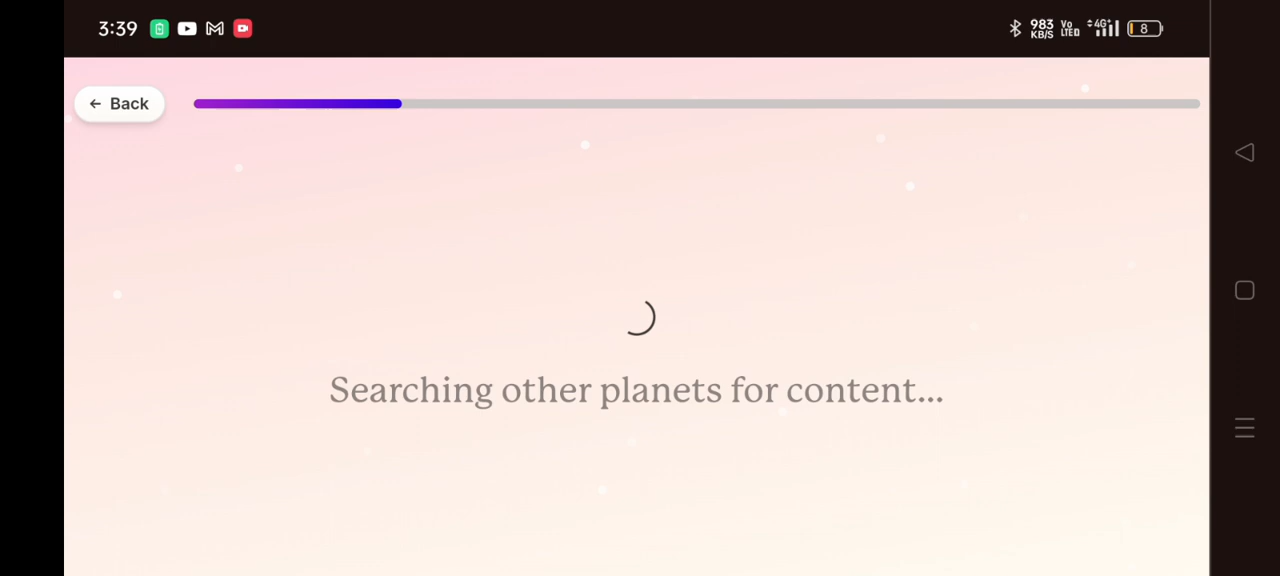 3:39
983 KB/S
Vo LTE
4G+
8
Back
Searching other planets for content...